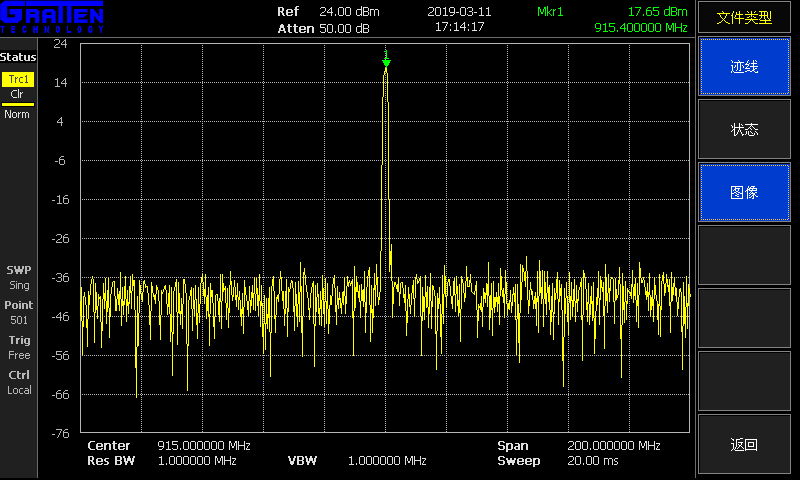 GRATTEN
TECHNOLOGY
Ref 24.00 dBm 2019-03-11 Mkr1 17.65 dBm
Atten 50.00 dB 17:14:17 915.400000 MHz
文件类型
Status
Trc1
Clr
Norm
24
14
4
-6
-16
-26
-36
-46
-56
-66
-76
1
SWP
Sing
Point
501
Trig
Free
Ctrl
Local
迹线
状态
图像
返回
Center 915.000000 MHz Span 200.000000 MHz
Res BW 1.000000 MHz VBW 1.000000 MHz Sweep 20.00 ms